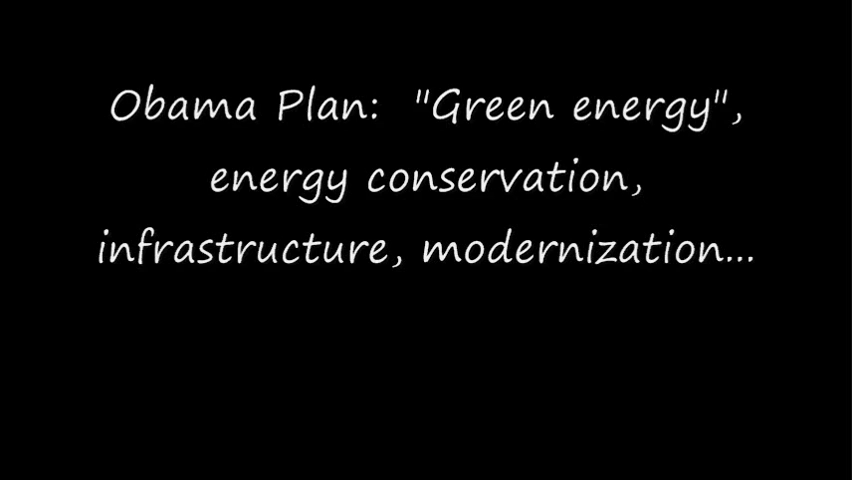 Obama Plan:  "Green energy",
energy conservation,
infrastructure, modernization...